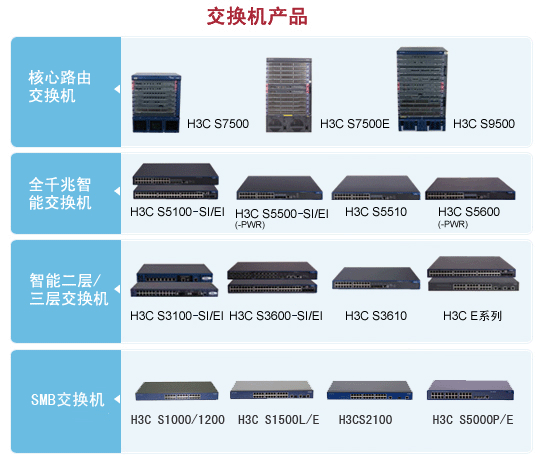 交换机产品
核心路由
交换机
H3C S7500
H3C S7500E
H3C S9500
全千兆智
能交换机
H3C S5100-SI/EI
H3C S5500-SI/EI
(-PWR)
H3C S5510
H3C S5600
(-PWR)
智能二层/
三层交换机
H3C S3100-SI/EI
H3C S3600-SI/EI
H3C S3610
H3C E系列
SMB交换机
H3C S1000/1200
H3C S1500L/E
H3CS2100
H3C S5000P/E